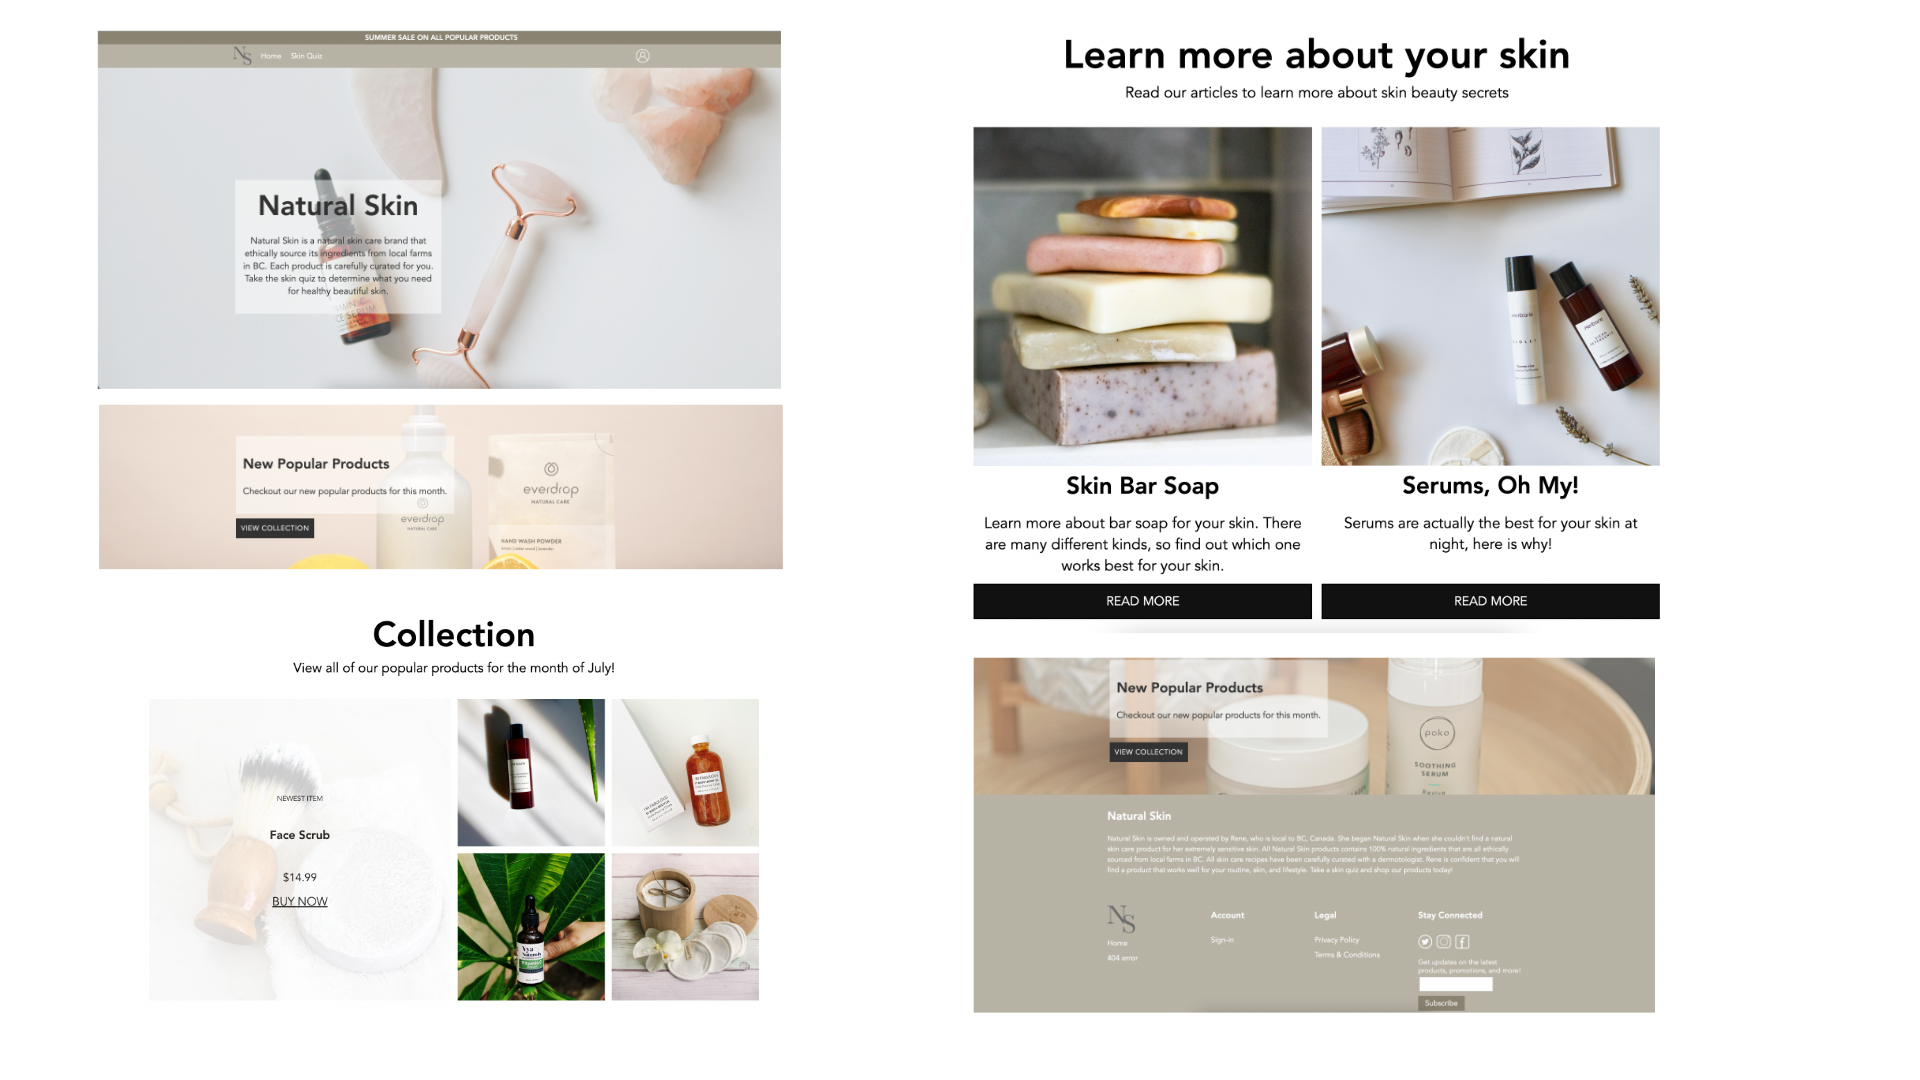 SUMMER SALE ON ALL POPULAR PRODUCTS
NS Home Skin Quiz
Natural Skin
Natural Skin is a natural skin care brand that
ethically source its ingredients from local farms
in BC. Each product is carefully curated for you.
Take the skin quiz to determine what you need
for healthy beautiful skin.
New Popular Products
Checkout our new popular products for this month.
VIEW COLLECTION
everdrop
NATURAL CARE
everdrop
NATURAL CARE
HAND WASH POWDER
Collection
View all of our popular products for the month of July!
NEWEST ITEM
Face Scrub
$14.99
BUY NOW
Learn more about your skin
Read our articles to learn more about skin beauty secrets
Skin Bar Soap
Learn more about bar soap for your skin. There
are many different kinds, so find out which one
works best for your skin.
READ MORE
Serums, Oh My!
Serums are actually the best for your skin at
night, here is why!
READ MORE
New Popular Products
Checkout our new popular products for this month.
VIEW COLLECTION
poko
SOOTHING
SERUM
Natural Skin
Natural Skin is owned and operated by Rene, who is local to BC, Canada. She began Natural Skin when she couldn't find a natural
skin care product for her extremely sensitive skin. All Natural Skin products contains 100% natural ingredients that are all ethically
sourced from local farms in BC. All skin care recipes have been carefully curated with a dermotologist. Rene is confident that you will
find a product that works well for your routine, skin, and lifestyle. Take a skin quiz and shop our products today!
NS
Home
404 error
Account
Sign-in
Legal
Privacy Policy
Terms & Conditions
Stay Connected
Get updates on the latest
products, promotions, and more!
Subscribe